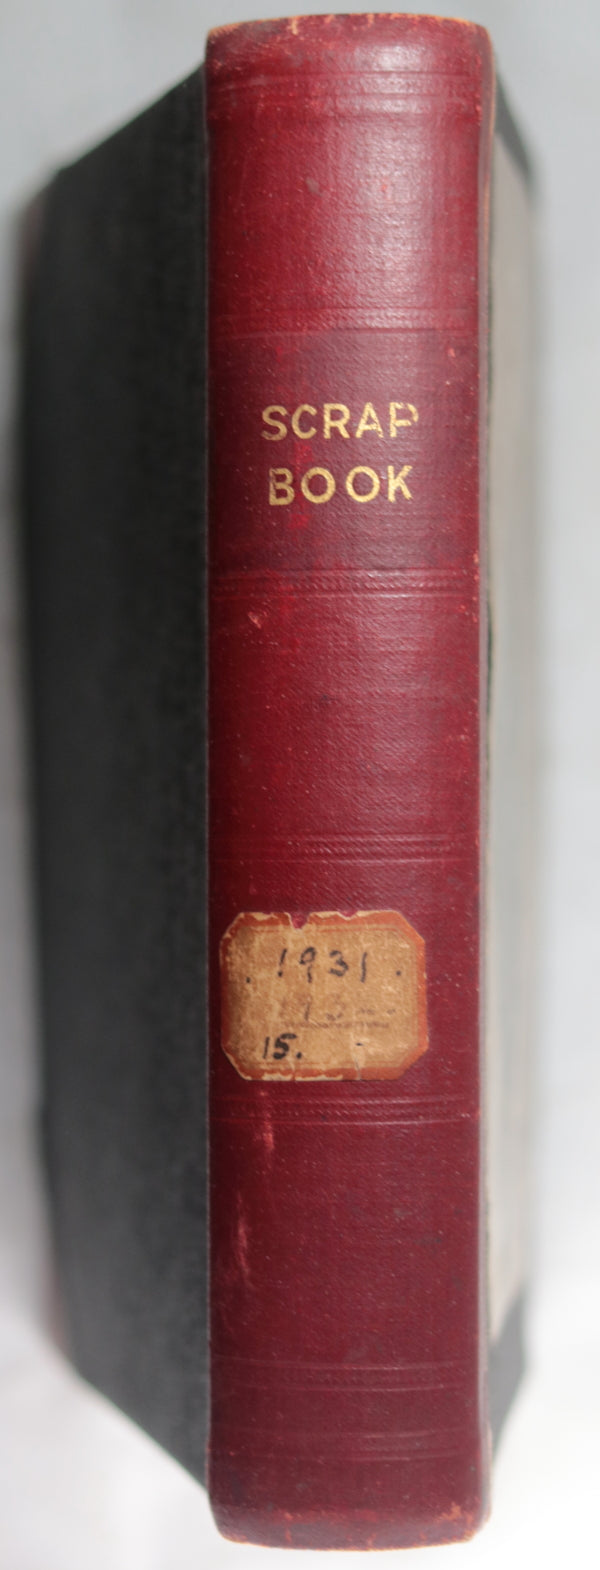 SCRAP
BOOK
. 1931 .
15.